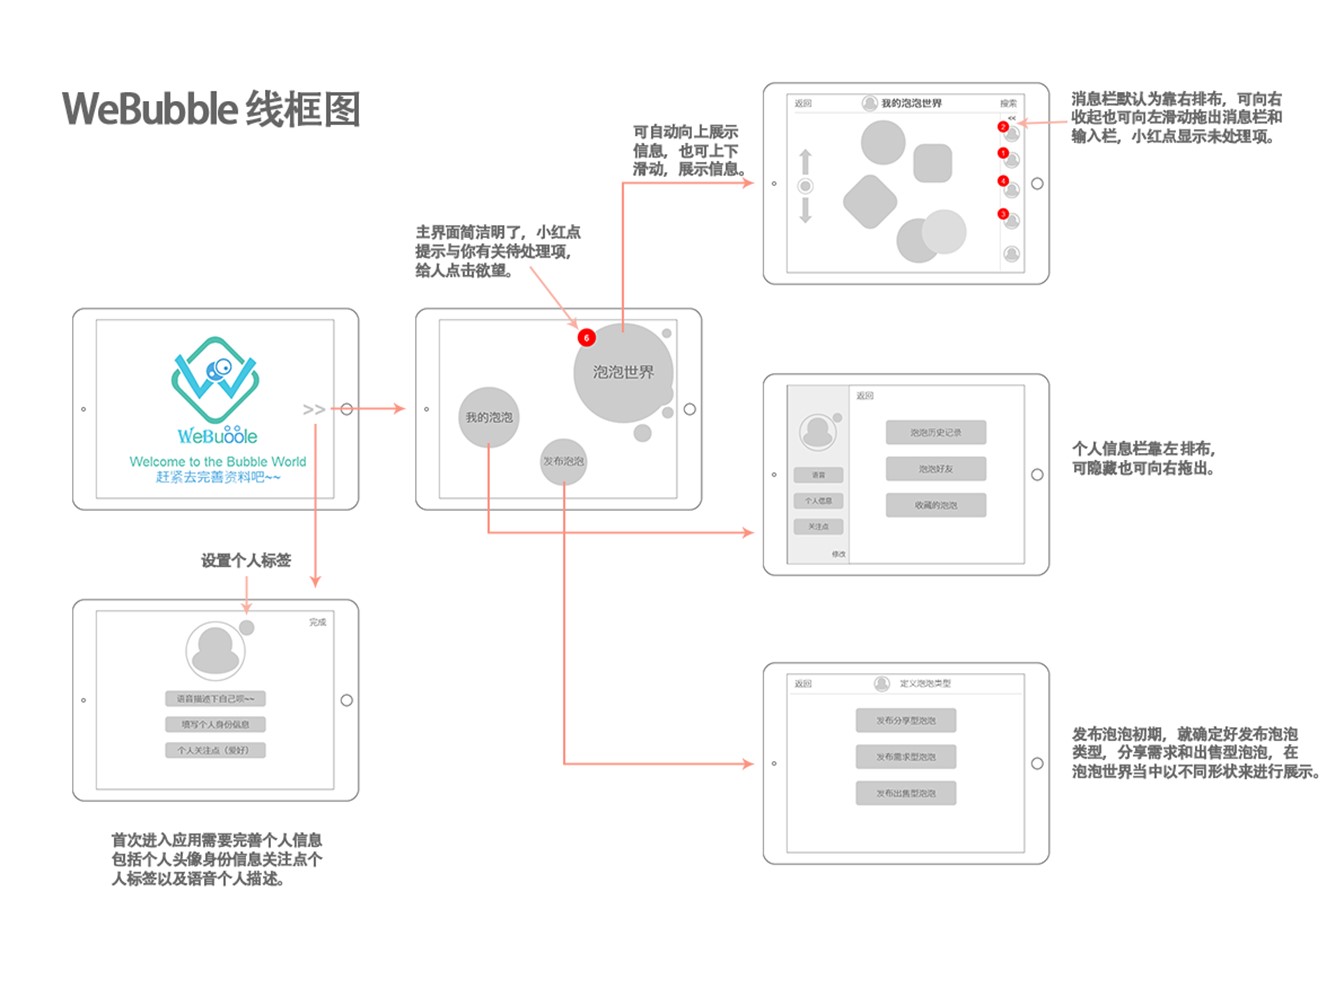 WeBubble 线框图
可自动向上展示
信息，也可上下
滑动，展示信息。
返回
我的泡泡世界
搜索
<<
2
1
4
3
消息栏默认为靠右排布，可向右
收起也可向左滑动拖出消息栏和
输入栏，小红点显示未处理项。
主界面简洁明了，小红点
提示与你有关待处理项，
给人点击欲望。
WeBubble
Welcome to the Bubble World
赶紧去完善资料吧~~
>>
6
泡泡世界
我的泡泡
发布泡泡
返回
语音
个人信息
关注点
修改
泡泡历史记录
泡泡好友
收藏的泡泡
个人信息栏靠左 排布，
可隐藏也可向右拖出。
设置个人标签
完成
语音描述下自己呗~~
填写个人身份信息
个人关注点（爱好）
首次进入应用需要完善个人信息
包括个人头像身份信息关注点个
人标签以及语音个人描述。
返回
定义泡泡类型
发布分享型泡泡
发布需求型泡泡
发布出售型泡泡
发布泡泡初期，就确定好发布泡泡
类型，分享需求和出售型泡泡，在
泡泡世界当中以不同形状来进行展示。